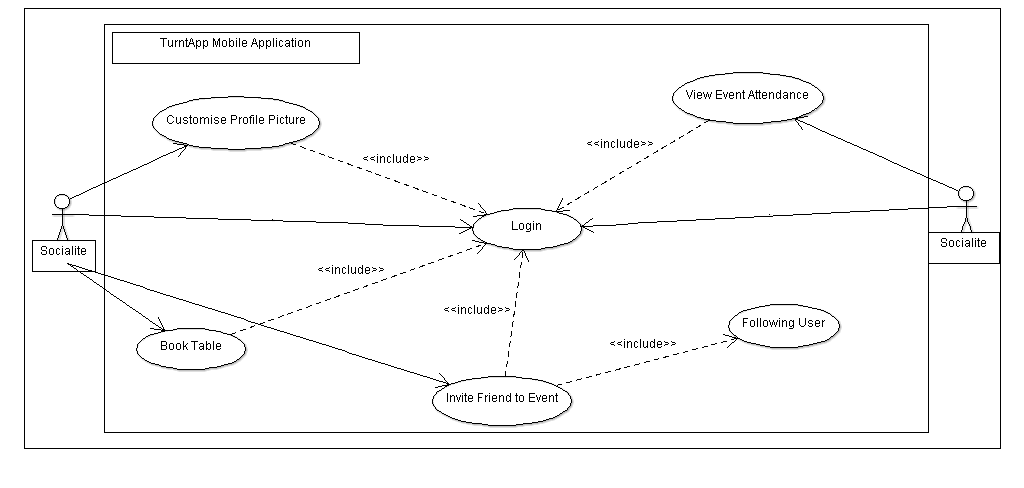 TurntApp Mobile Application
View Event Attendance
Customise Profile Picture
<<include>>
<<include>>
Login
Socialite
Socialite
<<include>>
<<include>>
Following User
Book Table
<<include>>
Invite Friend to Event